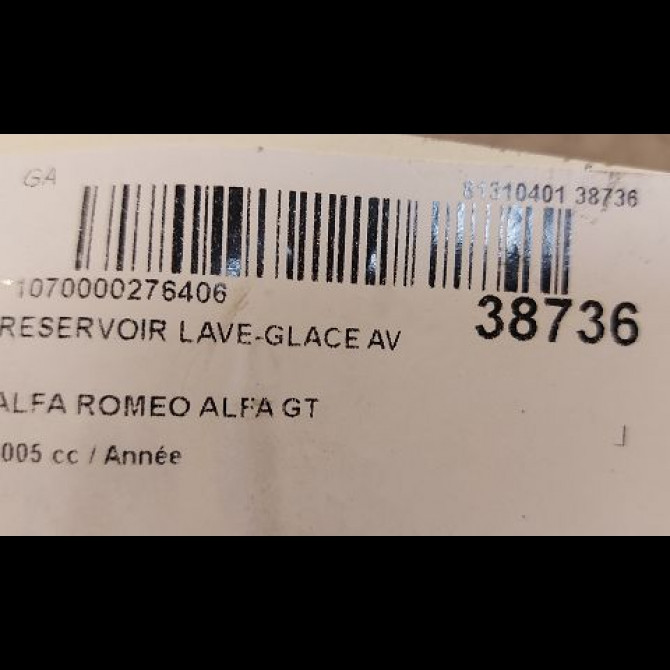 GA
81310401 38736
1070000276406
38736
RESERVOIR LAVE-GLACE AV
ALFA ROMEO ALFA GT
005 cc / Année